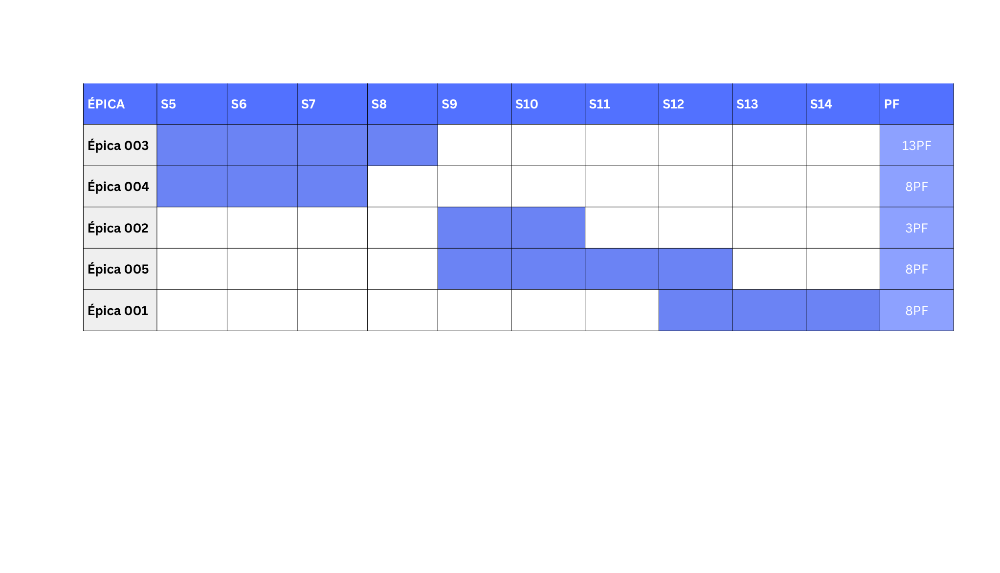 ÉPICA S5 S6 S7 S8 S9 S10 S11 S12 S13 S14 PF
Épica 003 13PF
Épica 004 8PF
Épica 002 3PF
Épica 005 8PF
Épica 001 8PF